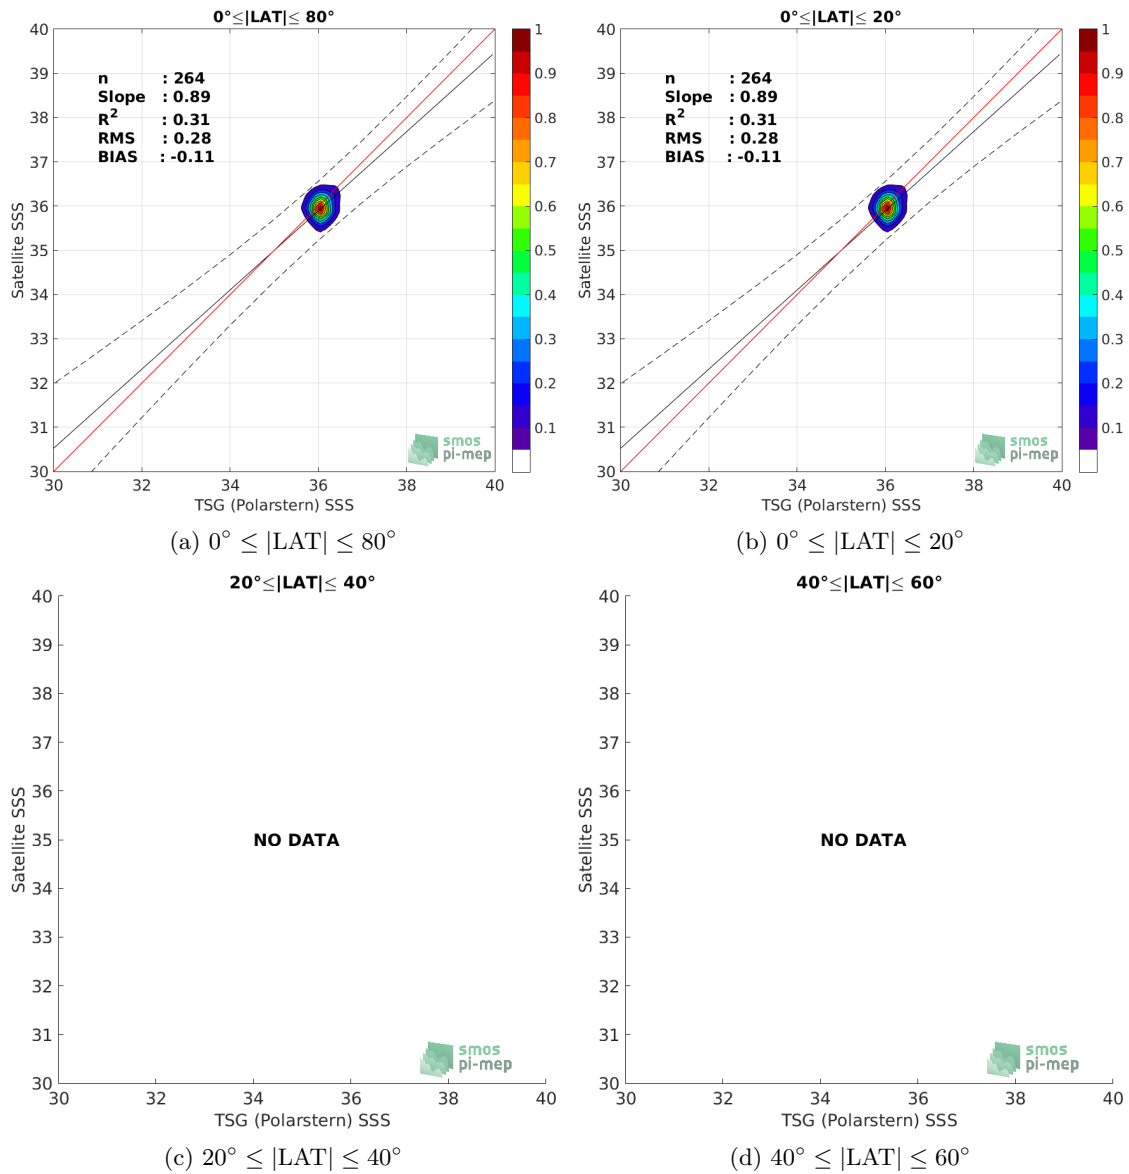 0°≤|LAT|≤ 80°
40
39
38
37
36
35
34
33
32
31
30
Satellite SSS
n : 264
Slope : 0.89
R² : 0.31
RMS : 0.28
BIAS : -0.11
smos
pi-mep
30 32 34 36 38 40
TSG (Polarstern) SSS
1
0.9
0.8
0.7
0.6
0.5
0.4
0.3
0.2
0.1
(a) 0° ≤ |LAT| ≤ 80°
0°≤|LAT|≤ 20°
40
39
38
37
36
35
34
33
32
31
30
Satellite SSS
n : 264
Slope : 0.89
R² : 0.31
RMS : 0.28
BIAS : -0.11
smos
pi-mep
30 32 34 36 38 40
TSG (Polarstern) SSS
1
0.9
0.8
0.7
0.6
0.5
0.4
0.3
0.2
0.1
(b) 0° ≤ |LAT| ≤ 20°
20°≤|LAT|≤ 40°
40
39
38
37
36
35
34
33
32
31
30
Satellite SSS
NO DATA
smos
pi-mep
30 32 34 36 38 40
TSG (Polarstern) SSS
(c) 20° ≤ |LAT| ≤ 40°
40°≤|LAT|≤ 60°
40
39
38
37
36
35
34
33
32
31
30
Satellite SSS
NO DATA
smos
pi-mep
30 32 34 36 38 40
TSG (Polarstern) SSS
(d) 40° ≤ |LAT| ≤ 60°